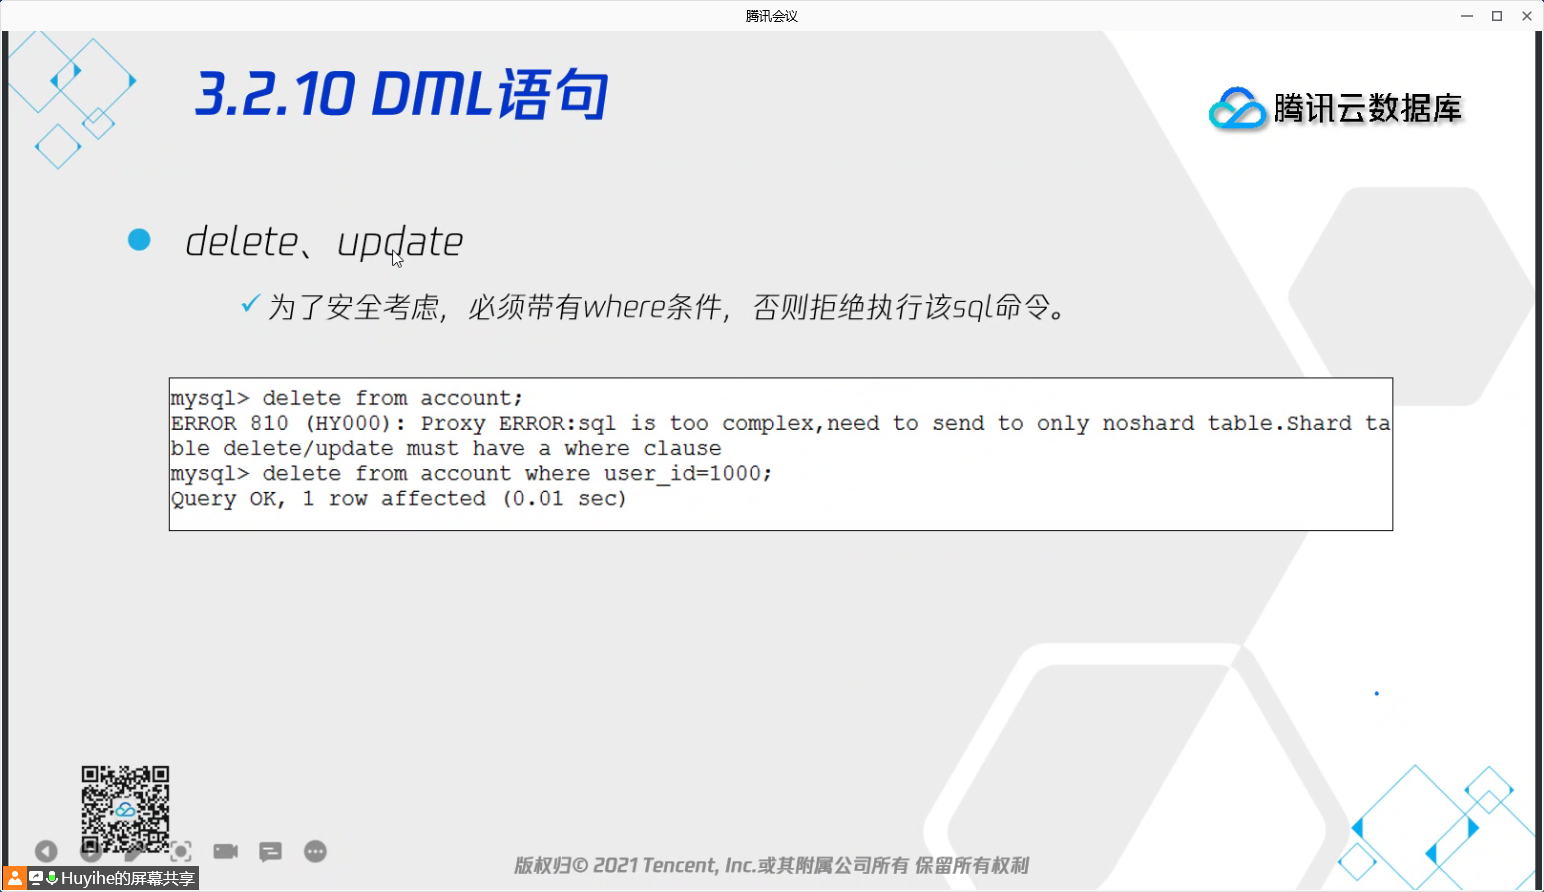 腾讯会议
3.2.10 DML语句
腾讯云数据库
delete、update
为了安全考虑，必须带有where条件，否则拒绝执行该sql命令。
mysql> delete from account;
ERROR 810 (HY000): Proxy ERROR:sql is too complex,need to send to only noshard table.Shard ta
ble delete/update must have a where clause
mysql> delete from account where user_id=1000;
Query OK, 1 row affected (0.01 sec)
版权归© 2021 Tencent, Inc.或其附属公司所有 保留所有权利
Huyihe的屏幕共享